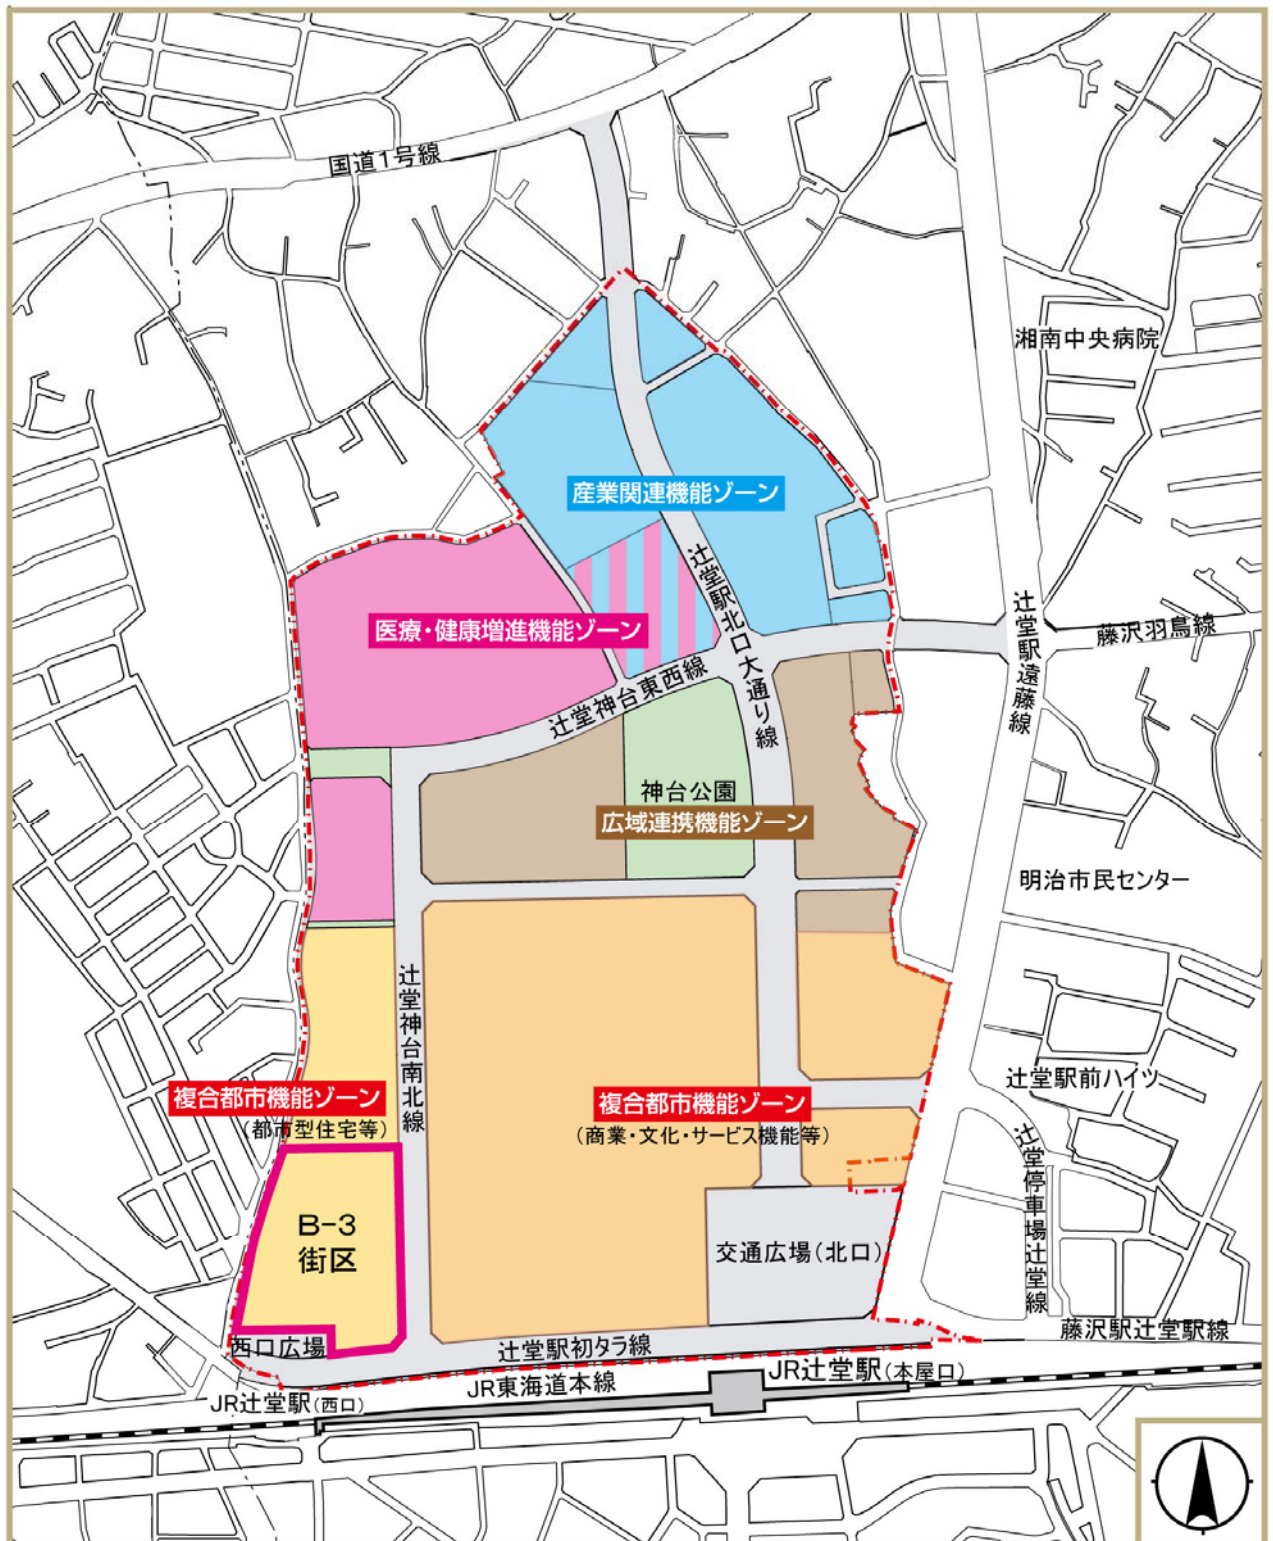 国道1号線
湘南中央病院
産業関連機能ゾーン
辻堂駅北口大通り線
医療・健康増進機能ゾーン
辻堂駅遠藤線
藤沢羽鳥線
辻堂神台東西線
神台公園
広域連携機能ゾーン
明治市民センター
辻堂神台南北線
複合都市機能ゾーン
(都市型住宅等)
複合都市機能ゾーン
(商業・文化・サービス機能等)
辻堂駅前ハイツ
辻堂停車場辻堂線
B-3
街区
交通広場(北口)
西口広場
辻堂駅初タラ線
藤沢駅辻堂駅線
JR東海道本線
JR辻堂駅(本屋口)
JR辻堂駅(西口)